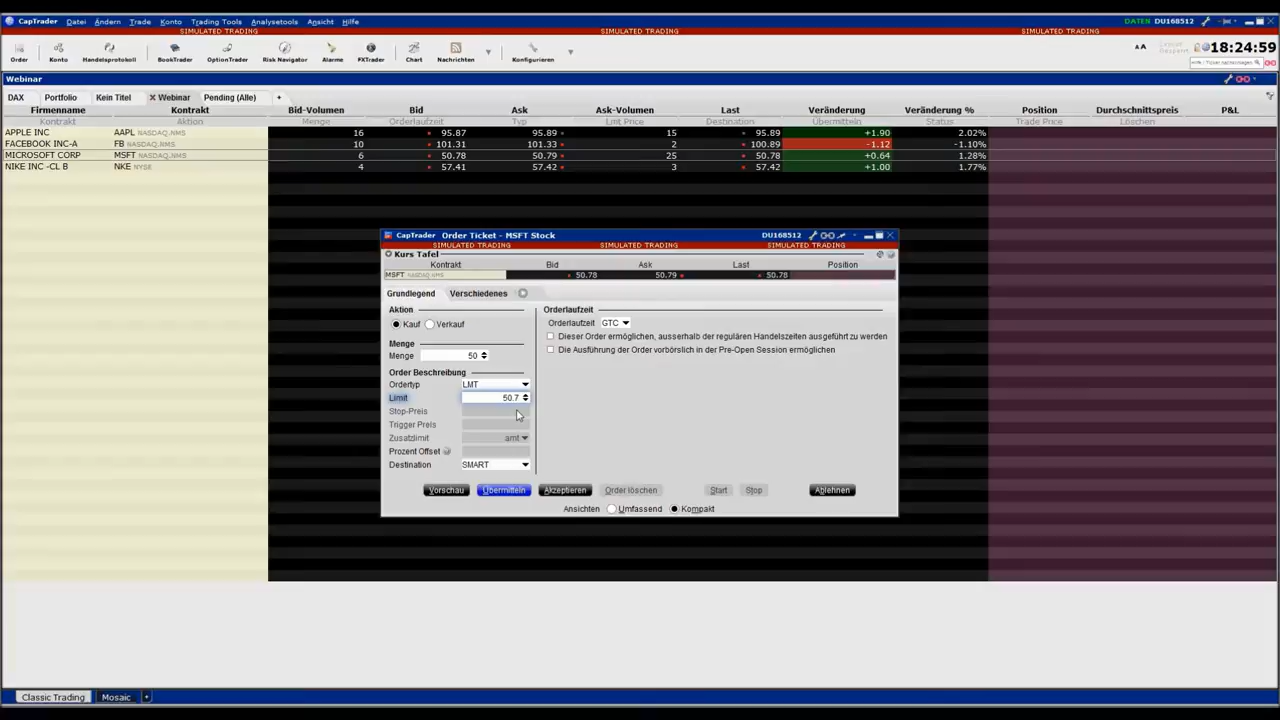 CapTrader Datei Ändern Trade Konto Trading Tools Analysetools Ansicht Hilfe DATEN DU168512
SIMULATED TRADING SIMULATED TRADING SIMULATED TRADING
18:24:59
Order Konto Handelsprotokoll BookTrader OptionTrader Risk Navigator Alarme FXTrader Chart Nachrichten Konfigurieren
Webinar
DAX Portfolio Kein Titel X Webinar Pending (Alle) +
Firmenname Kontrakt Bid-Volumen Bid Ask Ask-Volumen Last Veränderung Veränderung % Position Durchschnittspreis P&L
Kontrakt Aktion Menge Orderlaufzeit Typ Lmt Price Destination Übermitteln Status Trade Price Löschen
APPLE INC AAPL NASDAQ.NMS 16 95.87 95.89 15 95.89 +1.90 2.02%
FACEBOOK INC-A FB NASDAQ.NMS 10 101.31 101.33 2 100.89 -1.12 -1.10%
MICROSOFT CORP MSFT NASDAQ.NMS 6 50.78 50.79 25 50.78 +0.64 1.28%
NIKE INC -CL B NKE NYSE 4 57.41 57.42 3 57.42 +1.00 1.77%
CapTrader Order Ticket - MSFT Stock DU168512
SIMULATED TRADING SIMULATED TRADING SIMULATED TRADING
Kurs Tafel
Kontrakt Bid Ask Last Position
MSFT NASDAQ.NMS 50.78 50.79 50.78
Grundlegend Verschiedenes
Aktion
Kauf Verkauf
Menge
Menge 50
Order Beschreibung
Ordertyp LMT
Limit 50.7
Stop-Preis
Trigger Preis
Zusatzlimit amt
Prozent Offset
Destination SMART
Orderlaufzeit
Orderlaufzeit GTC
Dieser Order ermöglichen, ausserhalb der regulären Handelszeiten ausgeführt zu werden
Die Ausführung der Order vorbörslich in der Pre-Open Session ermöglichen
Vorschau Übermitteln Akzeptieren Order löschen Start Stop Ablehnen
Ansichten Umfassend Kompakt
Classic Trading Mosaic +